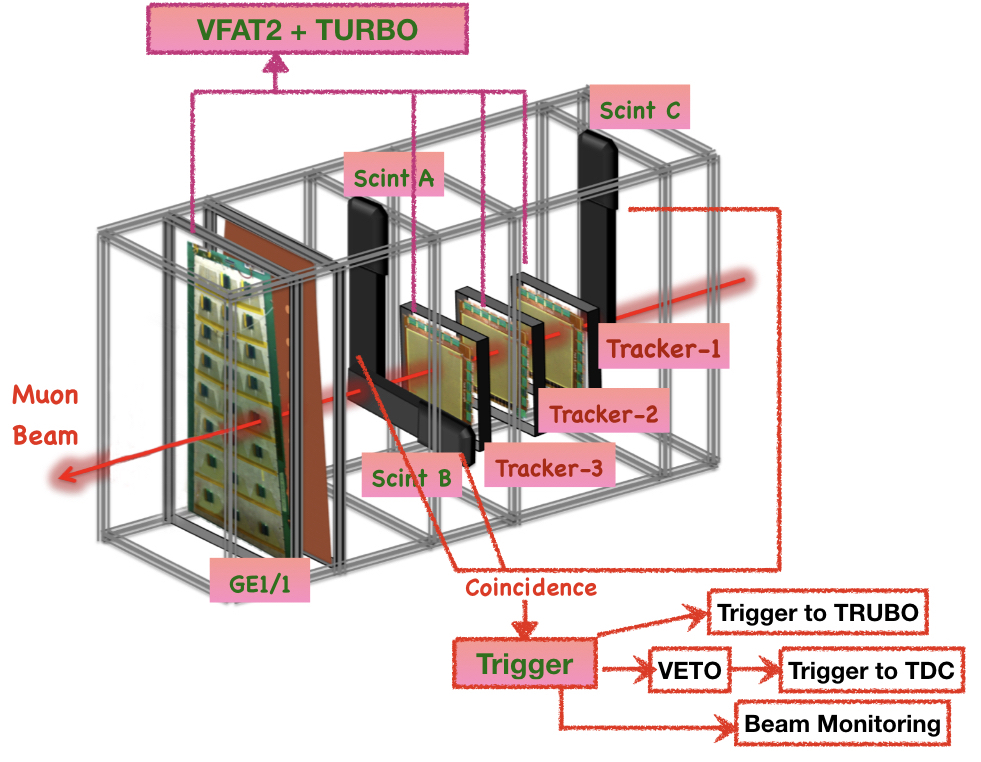 VFAT2 + TURBO
Scint C
Scint A
Tracker-1
Muon
Beam
Tracker-2
Scint B
Tracker-3
GE1/1
Coincidence
Trigger to TRUBO
Trigger
VETO
Trigger to TDC
Beam Monitoring